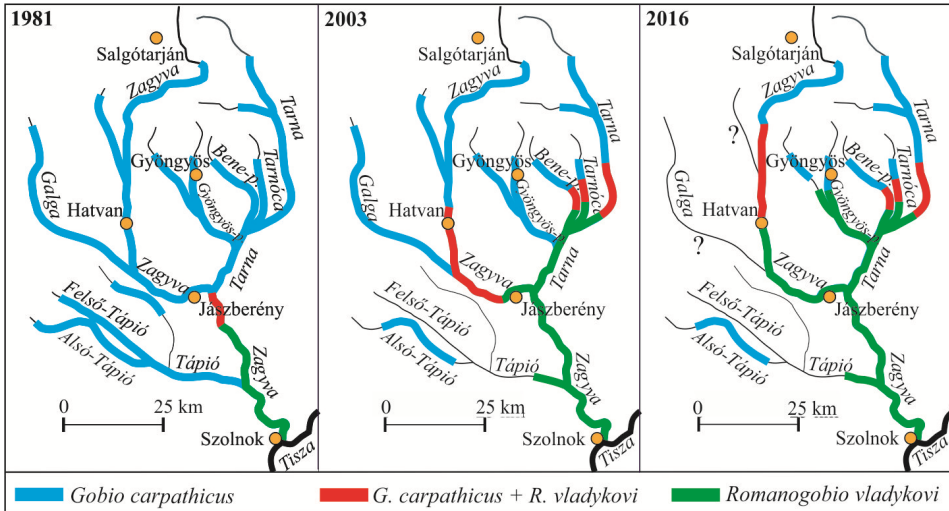 1981
Salgótarján
Zagyva
Tarna
Gyöngyös
Bene-p.
Tarnóca
Galga
Gyöngyös-p.
Hatvan
Zagyva
Tarna
Jászberény
Felső-Tápió
Alsó-Tápió
Tápió
Zagyva
0 25 km
Szolnok
Tisza
2003
Salgótarján
Zagyva
Tarna
Gyöngyös
Bene-p.
Tarnóca
Galga
Gyöngyös-p.
Hatvan
Zagyva
Tarna
Jászberény
Felső-Tápió
Alsó-Tápió
Tápió
Zagyva
0 25 km
Szolnok
Tisza
2016
Salgótarján
Zagyva
Tarna
?
Gyöngyös
Bene-p.
Tarnóca
Galga
Gyöngyös-p.
Hatvan
?
Zagyva
Tarna
Jászberény
Felső-Tápió
Alsó-Tápió
Tápió
Zagyva
0 25 km
Szolnok
Tisza
Gobio carpathicus
G. carpathicus + R. vladykovi
Romanogobio vladykovi